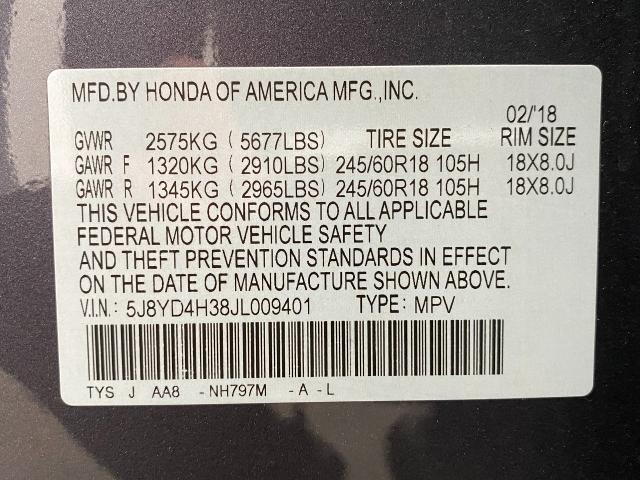 MFD.BY HONDA OF AMERICA MFG.,INC.
02/'18
GVWR 2575KG ( 5677LBS) TIRE SIZE RIM SIZE
GAWR F 1320KG ( 2910LBS) 245/60R18 105H 18X8.0J
GAWR R 1345KG ( 2965LBS) 245/60R18 105H 18X8.0J
THIS VEHICLE CONFORMS TO ALL APPLICABLE
FEDERAL MOTOR VEHICLE SAFETY
AND THEFT PREVENTION STANDARDS IN EFFECT
ON THE DATE OF MANUFACTURE SHOWN ABOVE.
V.I.N.: 5J8YD4H38JL009401 TYPE: MPV
TYS J AA8 -NH797M -A-L